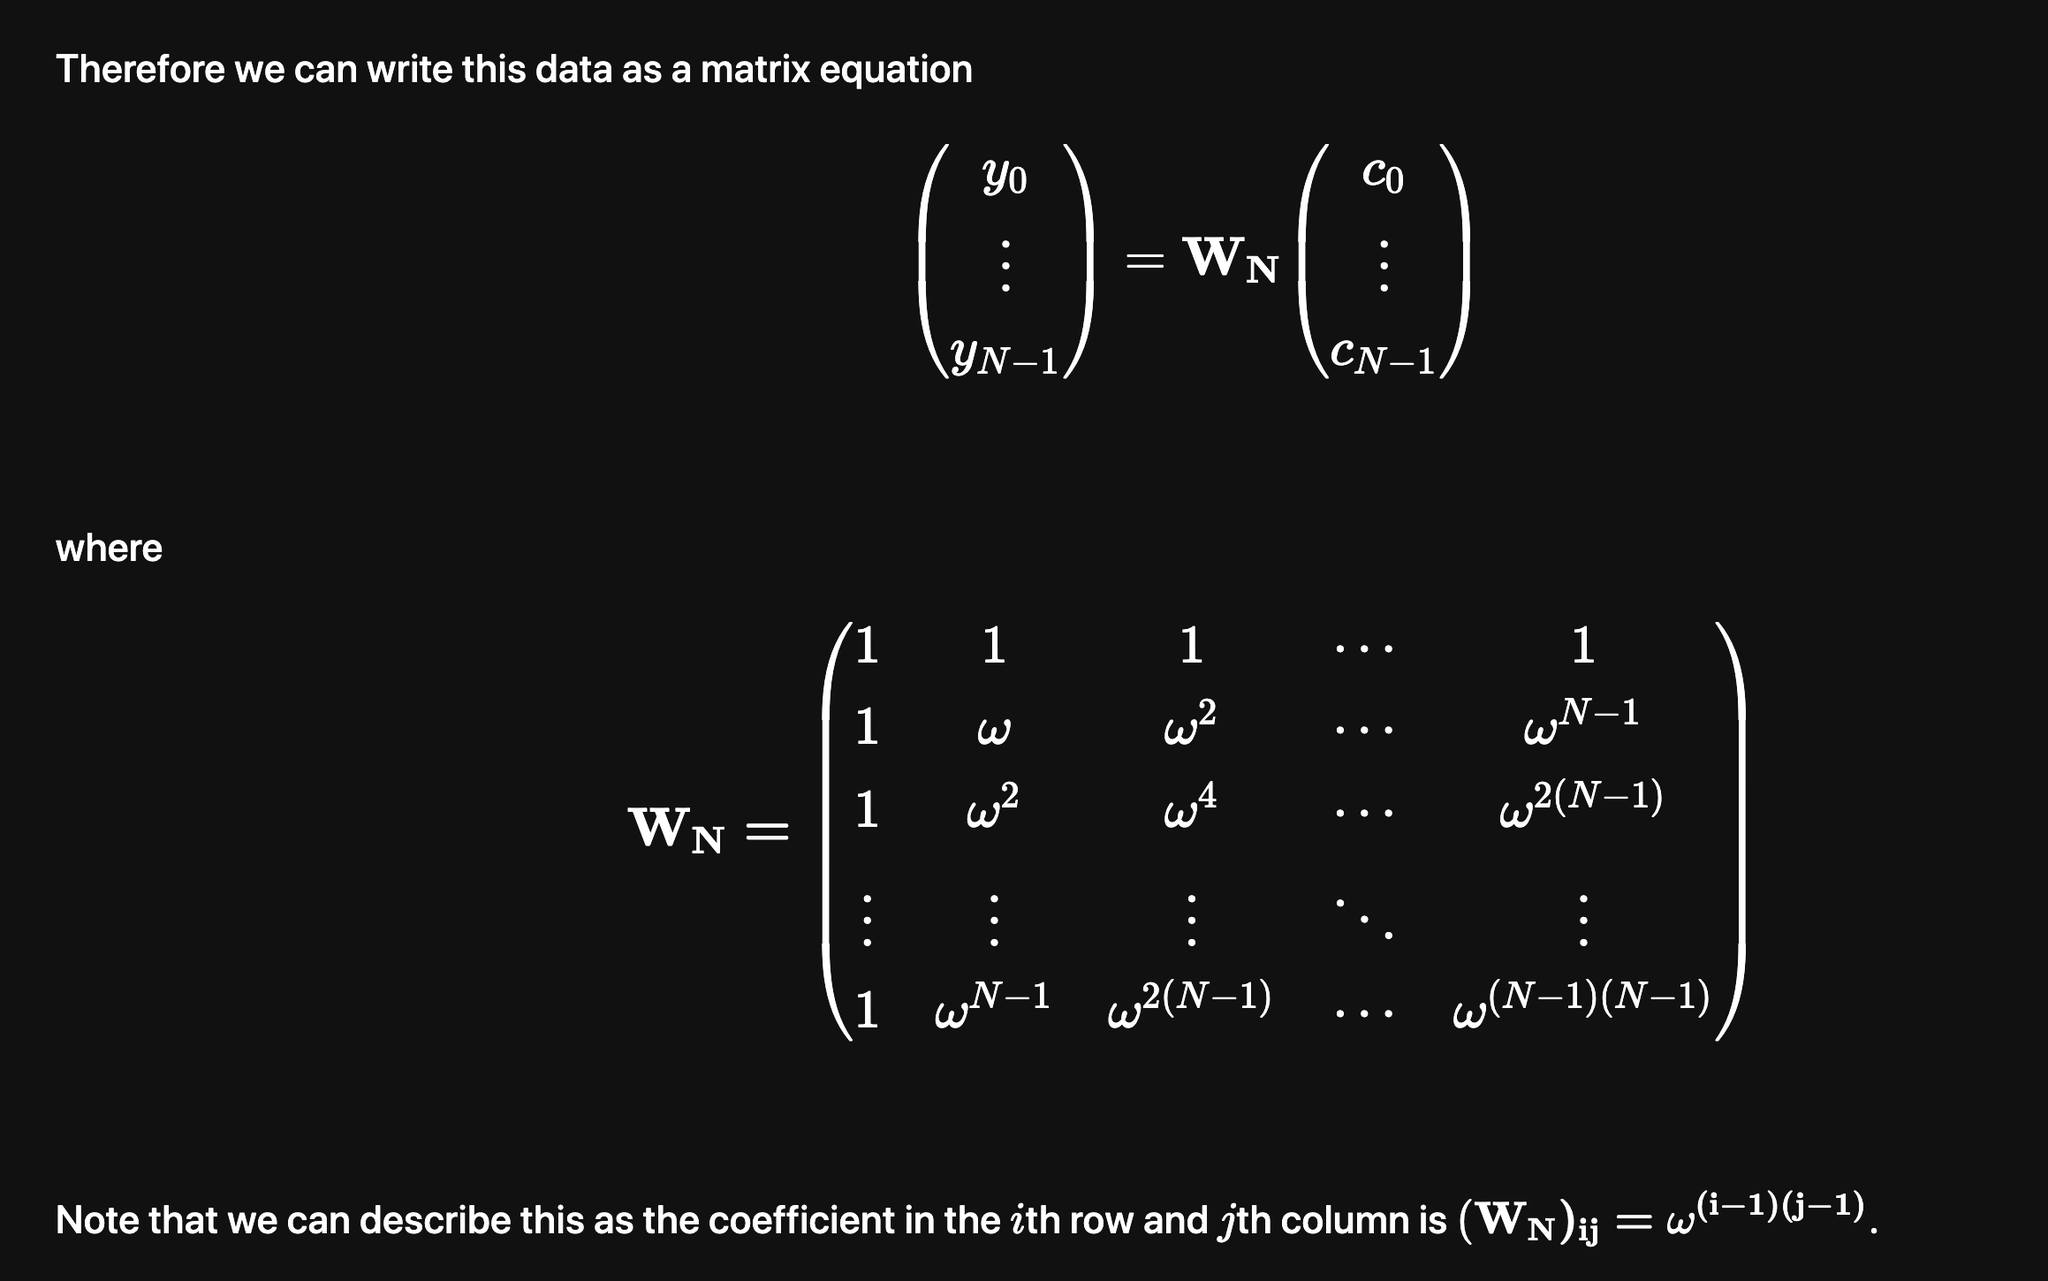 Therefore we can write this data as a matrix equation
$$\begin{pmatrix} y_0 \\ \vdots \\ y_{N-1} \end{pmatrix} = \mathbf{W_N} \begin{pmatrix} c_0 \\ \vdots \\ c_{N-1} \end{pmatrix}$$
where
$$\mathbf{W_N} = \begin{pmatrix} 1 & 1 & 1 & \cdots & 1 \\ 1 & \omega & \omega^2 & \cdots & \omega^{N-1} \\ 1 & \omega^2 & \omega^4 & \cdots & \omega^{2(N-1)} \\ \vdots & \vdots & \vdots & \ddots & \vdots \\ 1 & \omega^{N-1} & \omega^{2(N-1)} & \cdots & \omega^{(N-1)(N-1)} \end{pmatrix}$$
Note that we can describe this as the coefficient in the $i$th row and $j$th column is $(\mathbf{W_N})_{\mathbf{ij}} = \omega^{(\mathbf{i}-1)(\mathbf{j}-1)}$.